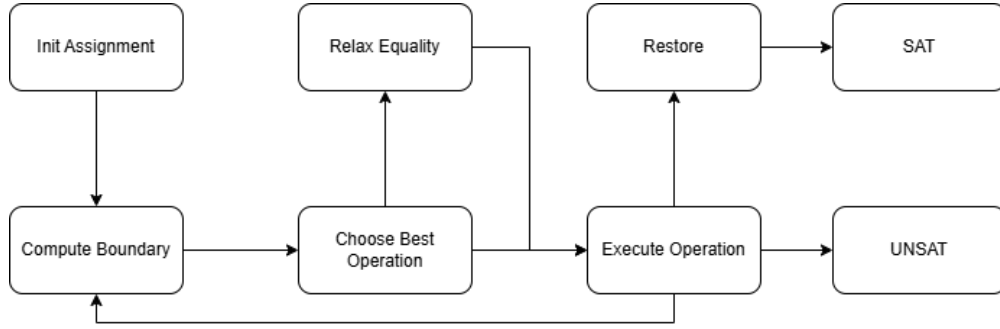 Init Assignment
Relax Equality
Restore
SAT
Compute Boundary
Choose Best
Operation
Execute Operation
UNSAT